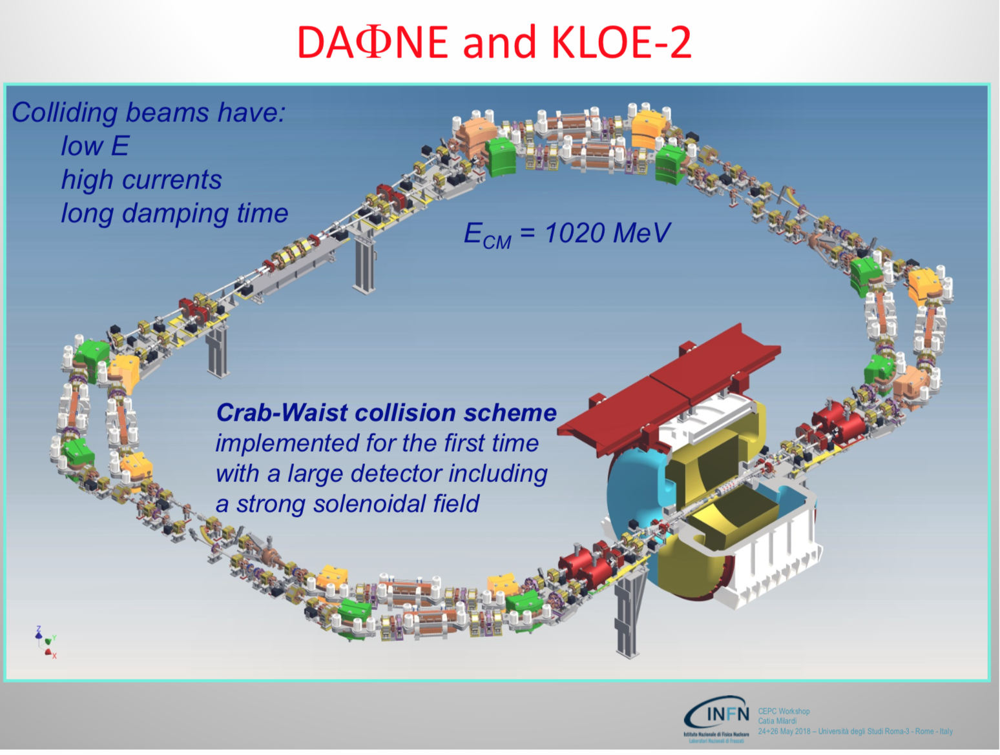 DAΦNE and KLOE-2
Colliding beams have:
low E
high currents
long damping time
E_CM = 1020 MeV
Crab-Waist collision scheme
implemented for the first time
with a large detector including
a strong solenoidal field
Z
Y
X
INFN
Istituto Nazionale di Fisica Nucleare
Laboratori Nazionali di Frascati
CEPC Workshop
Catia Milardi
24÷26 May 2018 – Università degli Studi Roma-3 - Rome - Italy